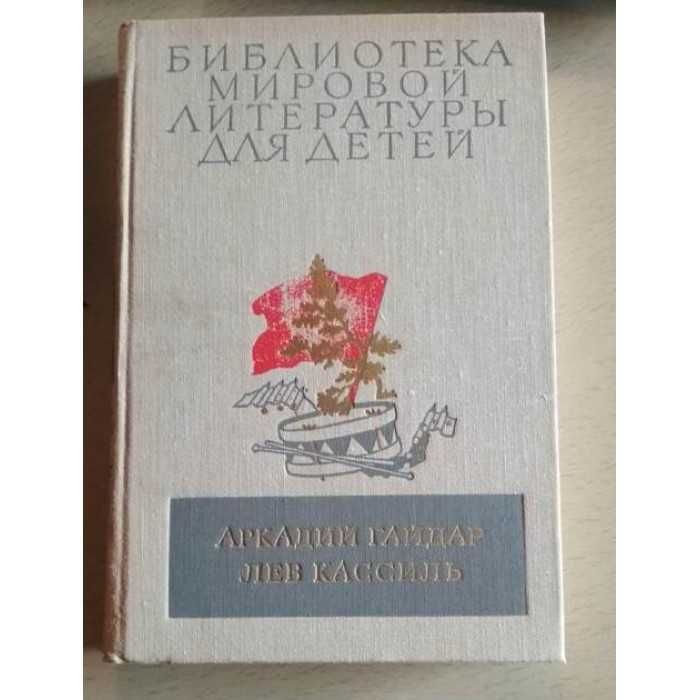 БИБЛИОТЕКА
МИРОВОЙ
ЛИТЕРАТУРЫ
ДЛЯ ДЕТЕЙ
АРКАДИЙ ГАЙДАР
ЛЕВ КАССИЛЬ